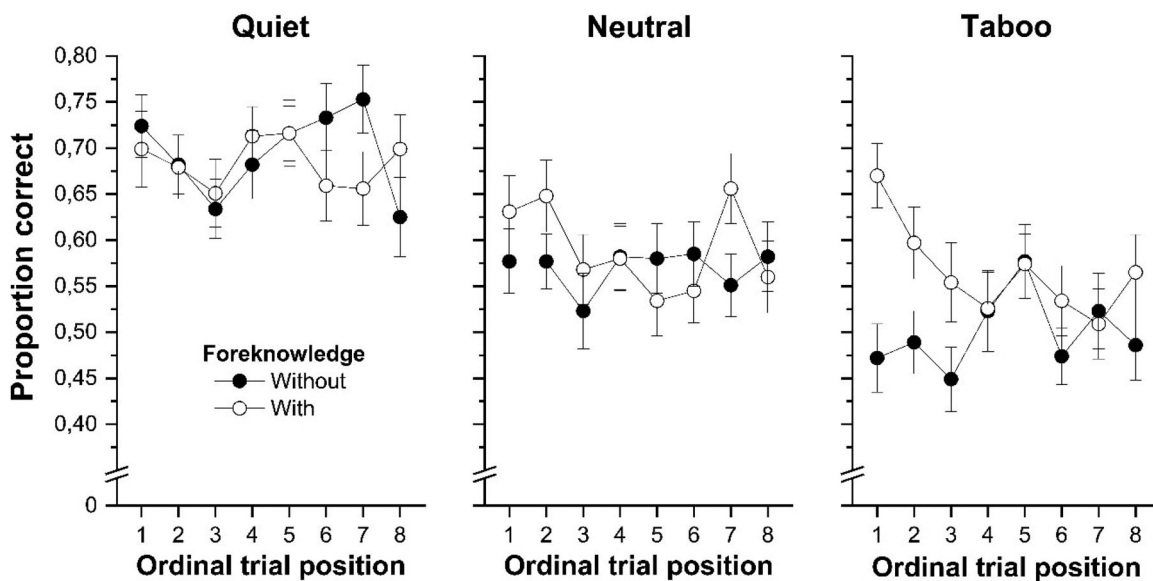 Quiet
Neutral
Taboo
Proportion correct
0,80
0,75
0,70
0,65
0,60
0,55
0,50
0,45
0,40
0
Foreknowledge
Without
With
1 2 3 4 5 6 7 8
Ordinal trial position
1 2 3 4 5 6 7 8
Ordinal trial position
1 2 3 4 5 6 7 8
Ordinal trial position